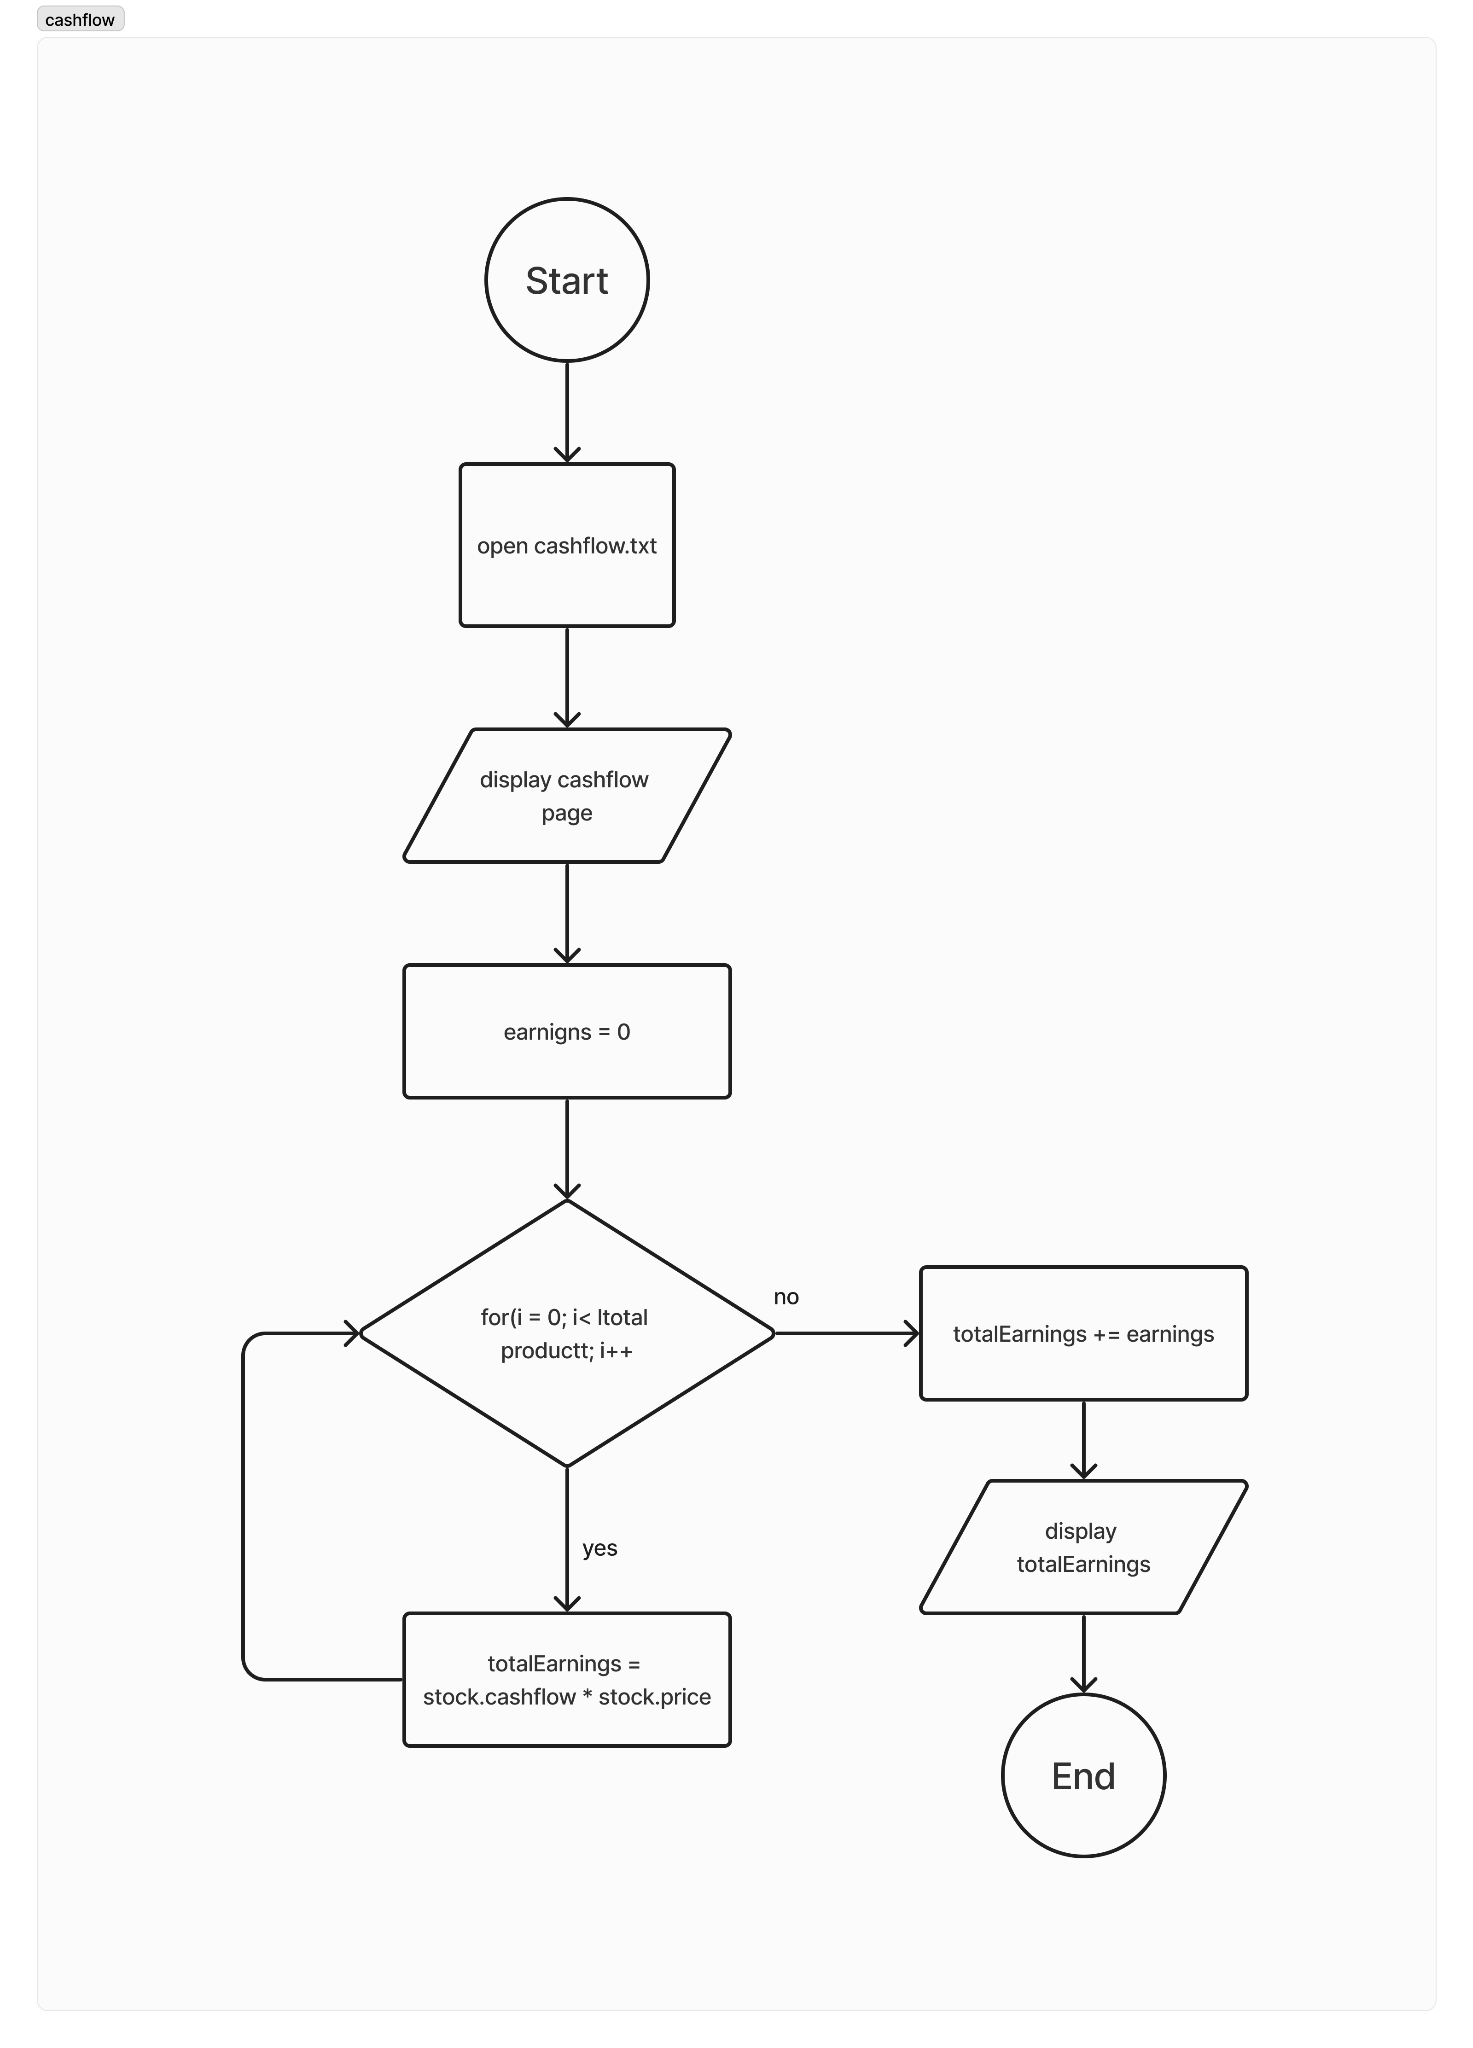 cashflow
Start
open cashflow.txt
display cashflow
page
earnigns = 0
for(i = 0; i< ltotal
productt; i++
no
totalEarnings += earnings
display
totalEarnings
yes
totalEarnings =
stock.cashflow * stock.price
End